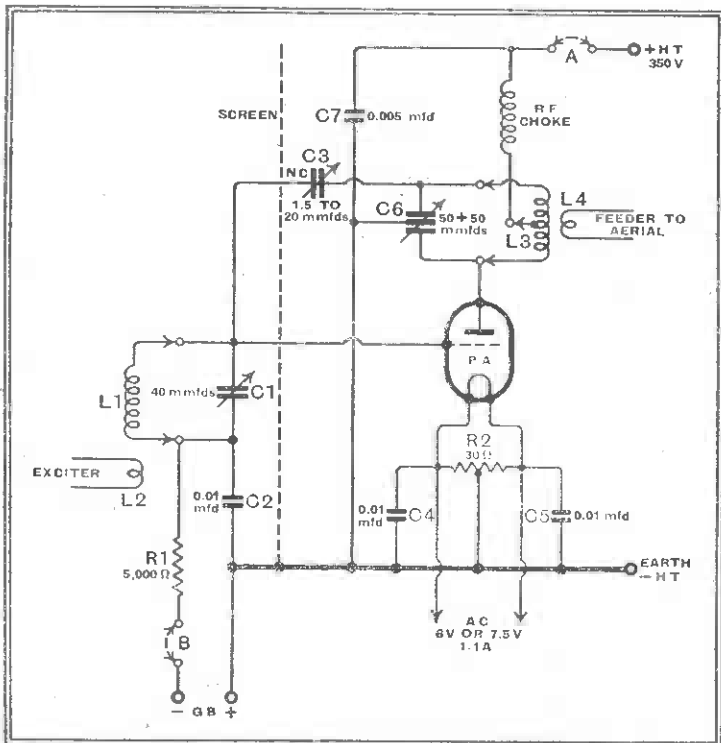 +HT
350 V
A
RF
CHOKE
SCREEN
C7
0.005 mfd
C3
NC
1.5 TO
20 mmfds
C6
50+50
mmfds
L4
L3
FEEDER TO
AERIAL
PA
L1
40 mmfds
C1
EXCITER
L2
0.01
mfd
C2
R2
30Ω
0.01
mfd
C4
C5
0.01 mfd
R1
5,000 Ω
EARTH
-HT
B
AC
6V OR 7.5V
1.1A
- GB +